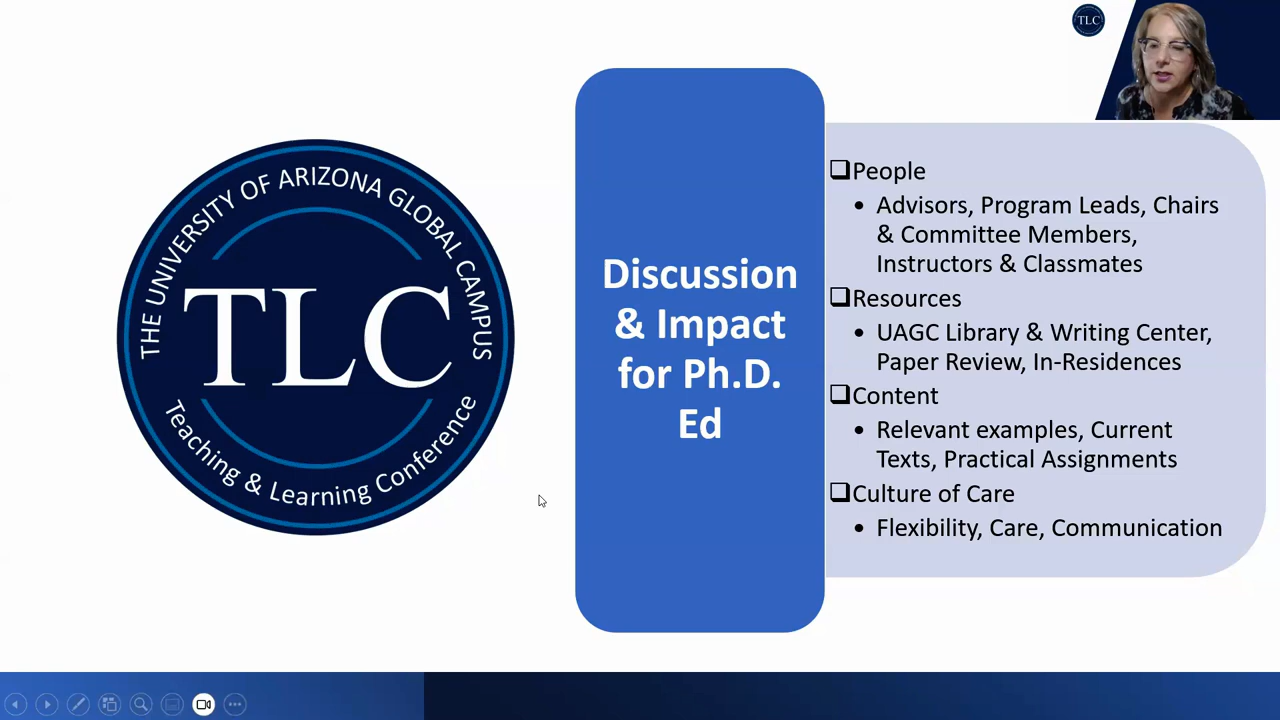 TLC
THE UNIVERSITY OF ARIZONA GLOBAL CAMPUS
TLC
Teaching & Learning Conference
Discussion
& Impact
for Ph.D.
Ed
❑People
• Advisors, Program Leads, Chairs
& Committee Members,
Instructors & Classmates
❑Resources
• UAGC Library & Writing Center,
Paper Review, In-Residences
❑Content
• Relevant examples, Current
Texts, Practical Assignments
❑Culture of Care
• Flexibility, Care, Communication